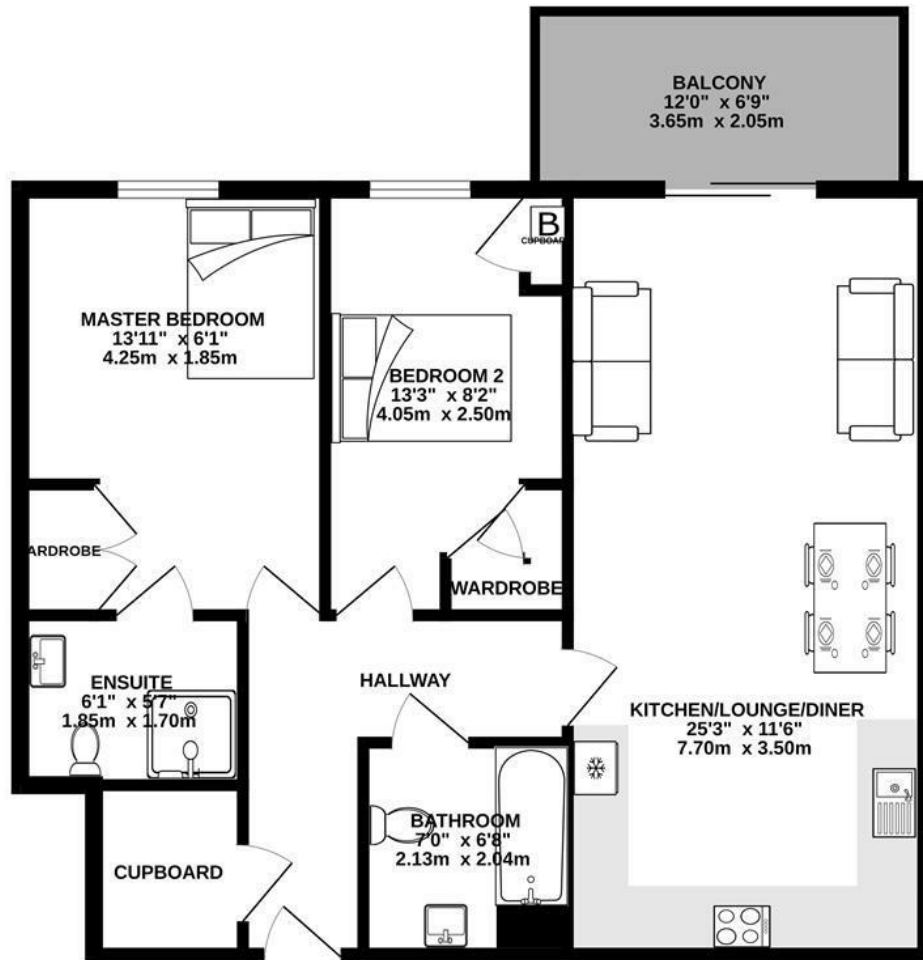 BALCONY
12'0" x 6'9"
3.65m x 2.05m
B
CUPBOAR
MASTER BEDROOM
13'11" x 6'1"
4.25m x 1.85m
BEDROOM 2
13'3" x 8'2"
4.05m x 2.50m
ARDROBE
WARDROBE
ENSUITE
6'1" x 5'7"
1.85m x 1.70m
HALLWAY
KITCHEN/LOUNGE/DINER
25'3" x 11'6"
7.70m x 3.50m
BATHROOM
7'0" x 6'8"
2.13m x 2.04m
CUPBOARD